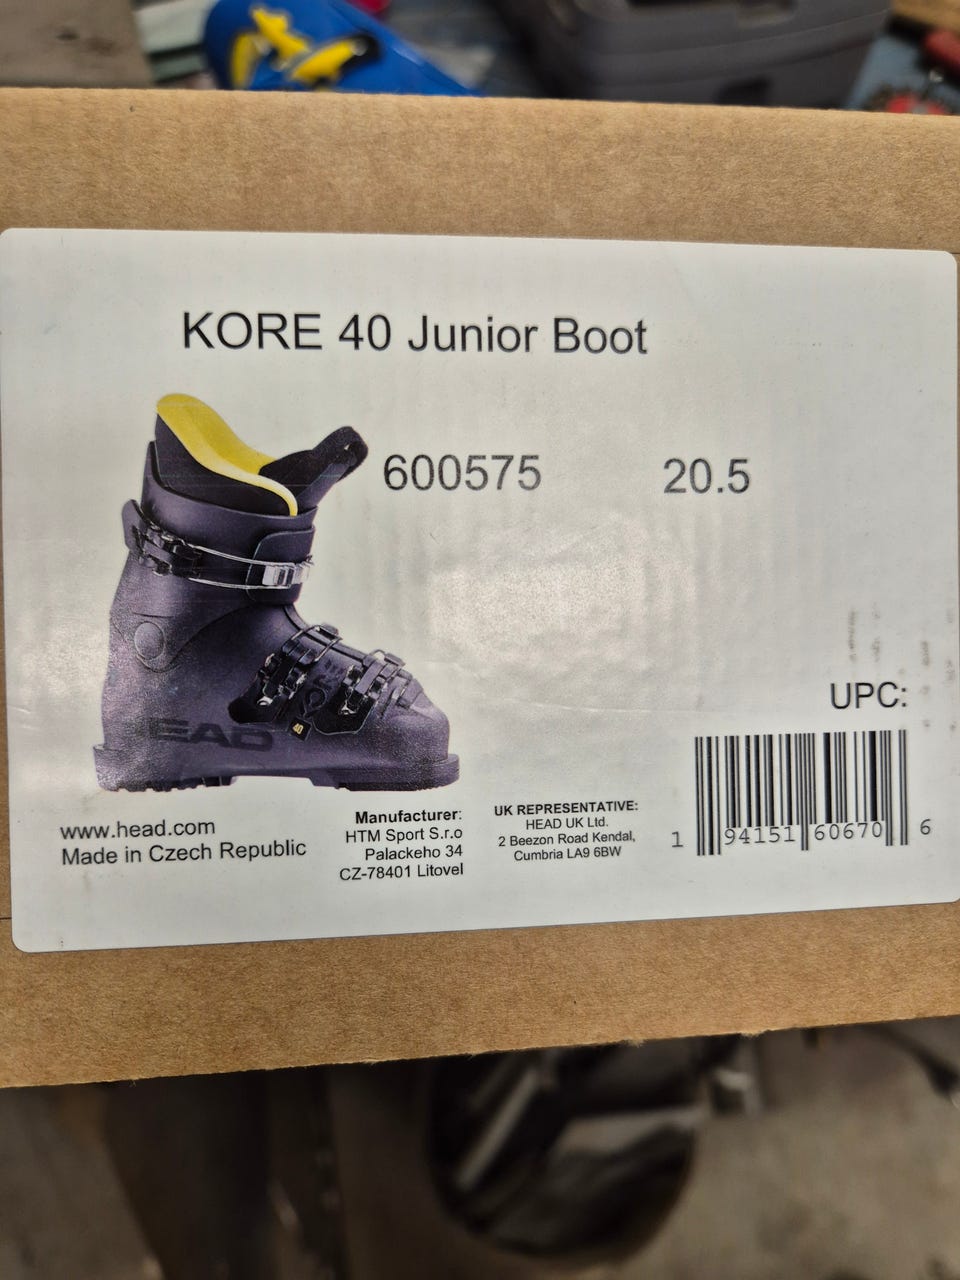 KORE 40 Junior Boot
600575 20.5
HEAD
40
UPC:
1 94151 60670 6
www.head.com
Made in Czech Republic
Manufacturer:
HTM Sport S.r.o
Palackeho 34
CZ-78401 Litovel
UK REPRESENTATIVE:
HEAD UK Ltd.
2 Beezon Road Kendal,
Cumbria LA9 6BW